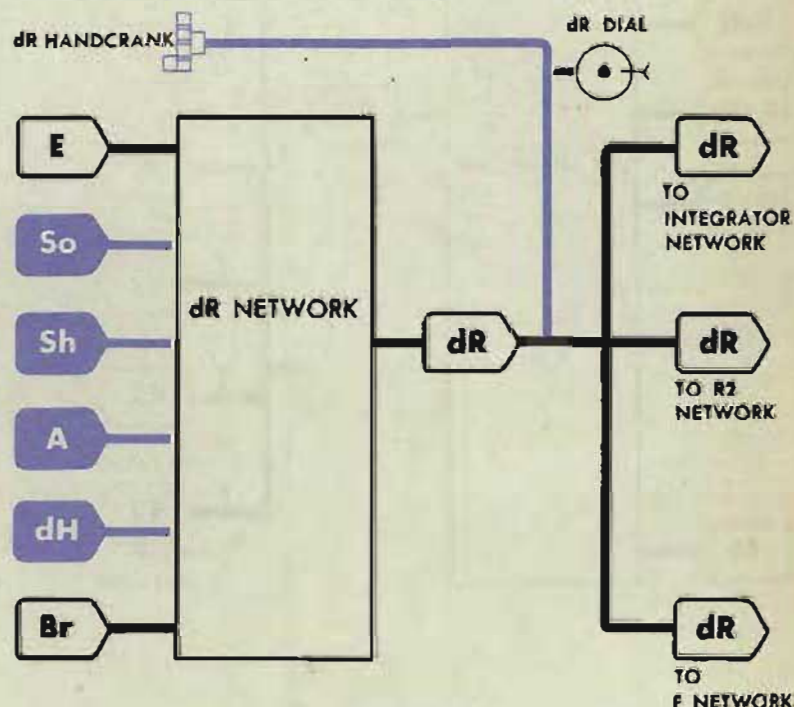 dR HANDCRANK
dR DIAL
E
So
Sh
A
dH
Br
dR NETWORK
dR
dR
TO
INTEGRATOR
NETWORK
dR
TO R2
NETWORK
dR
TO
F NETWORK